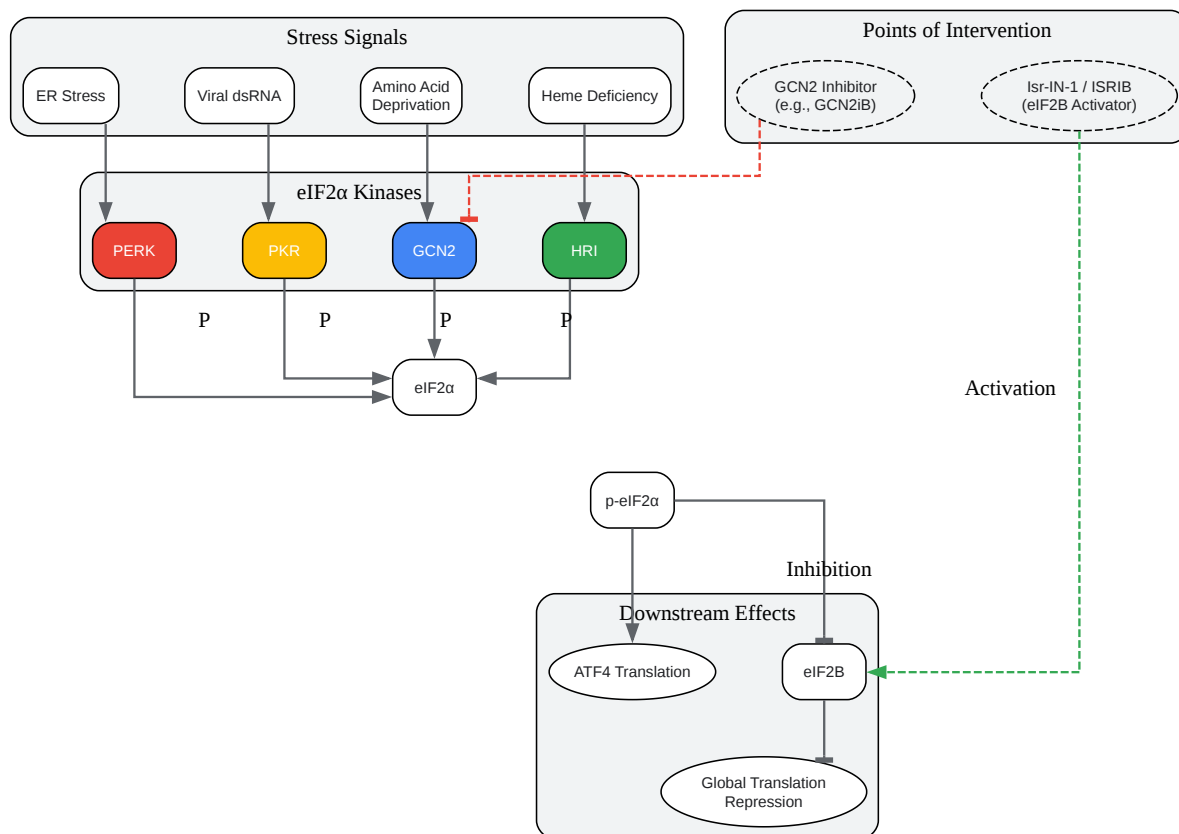 Stress Signals
ER Stress
Viral dsRNA
Amino Acid
Deprivation
Heme Deficiency
Points of Intervention
GCN2 Inhibitor
(e.g., GCN2iB)
Isr-IN-1 / ISRIB
(eIF2B Activator)
eIF2α Kinases
PERK
PKR
GCN2
HRI
P
P
P
P
eIF2α
Activation
p-eIF2α
Inhibition
Downstream Effects
ATF4 Translation
eIF2B
Global Translation
Repression